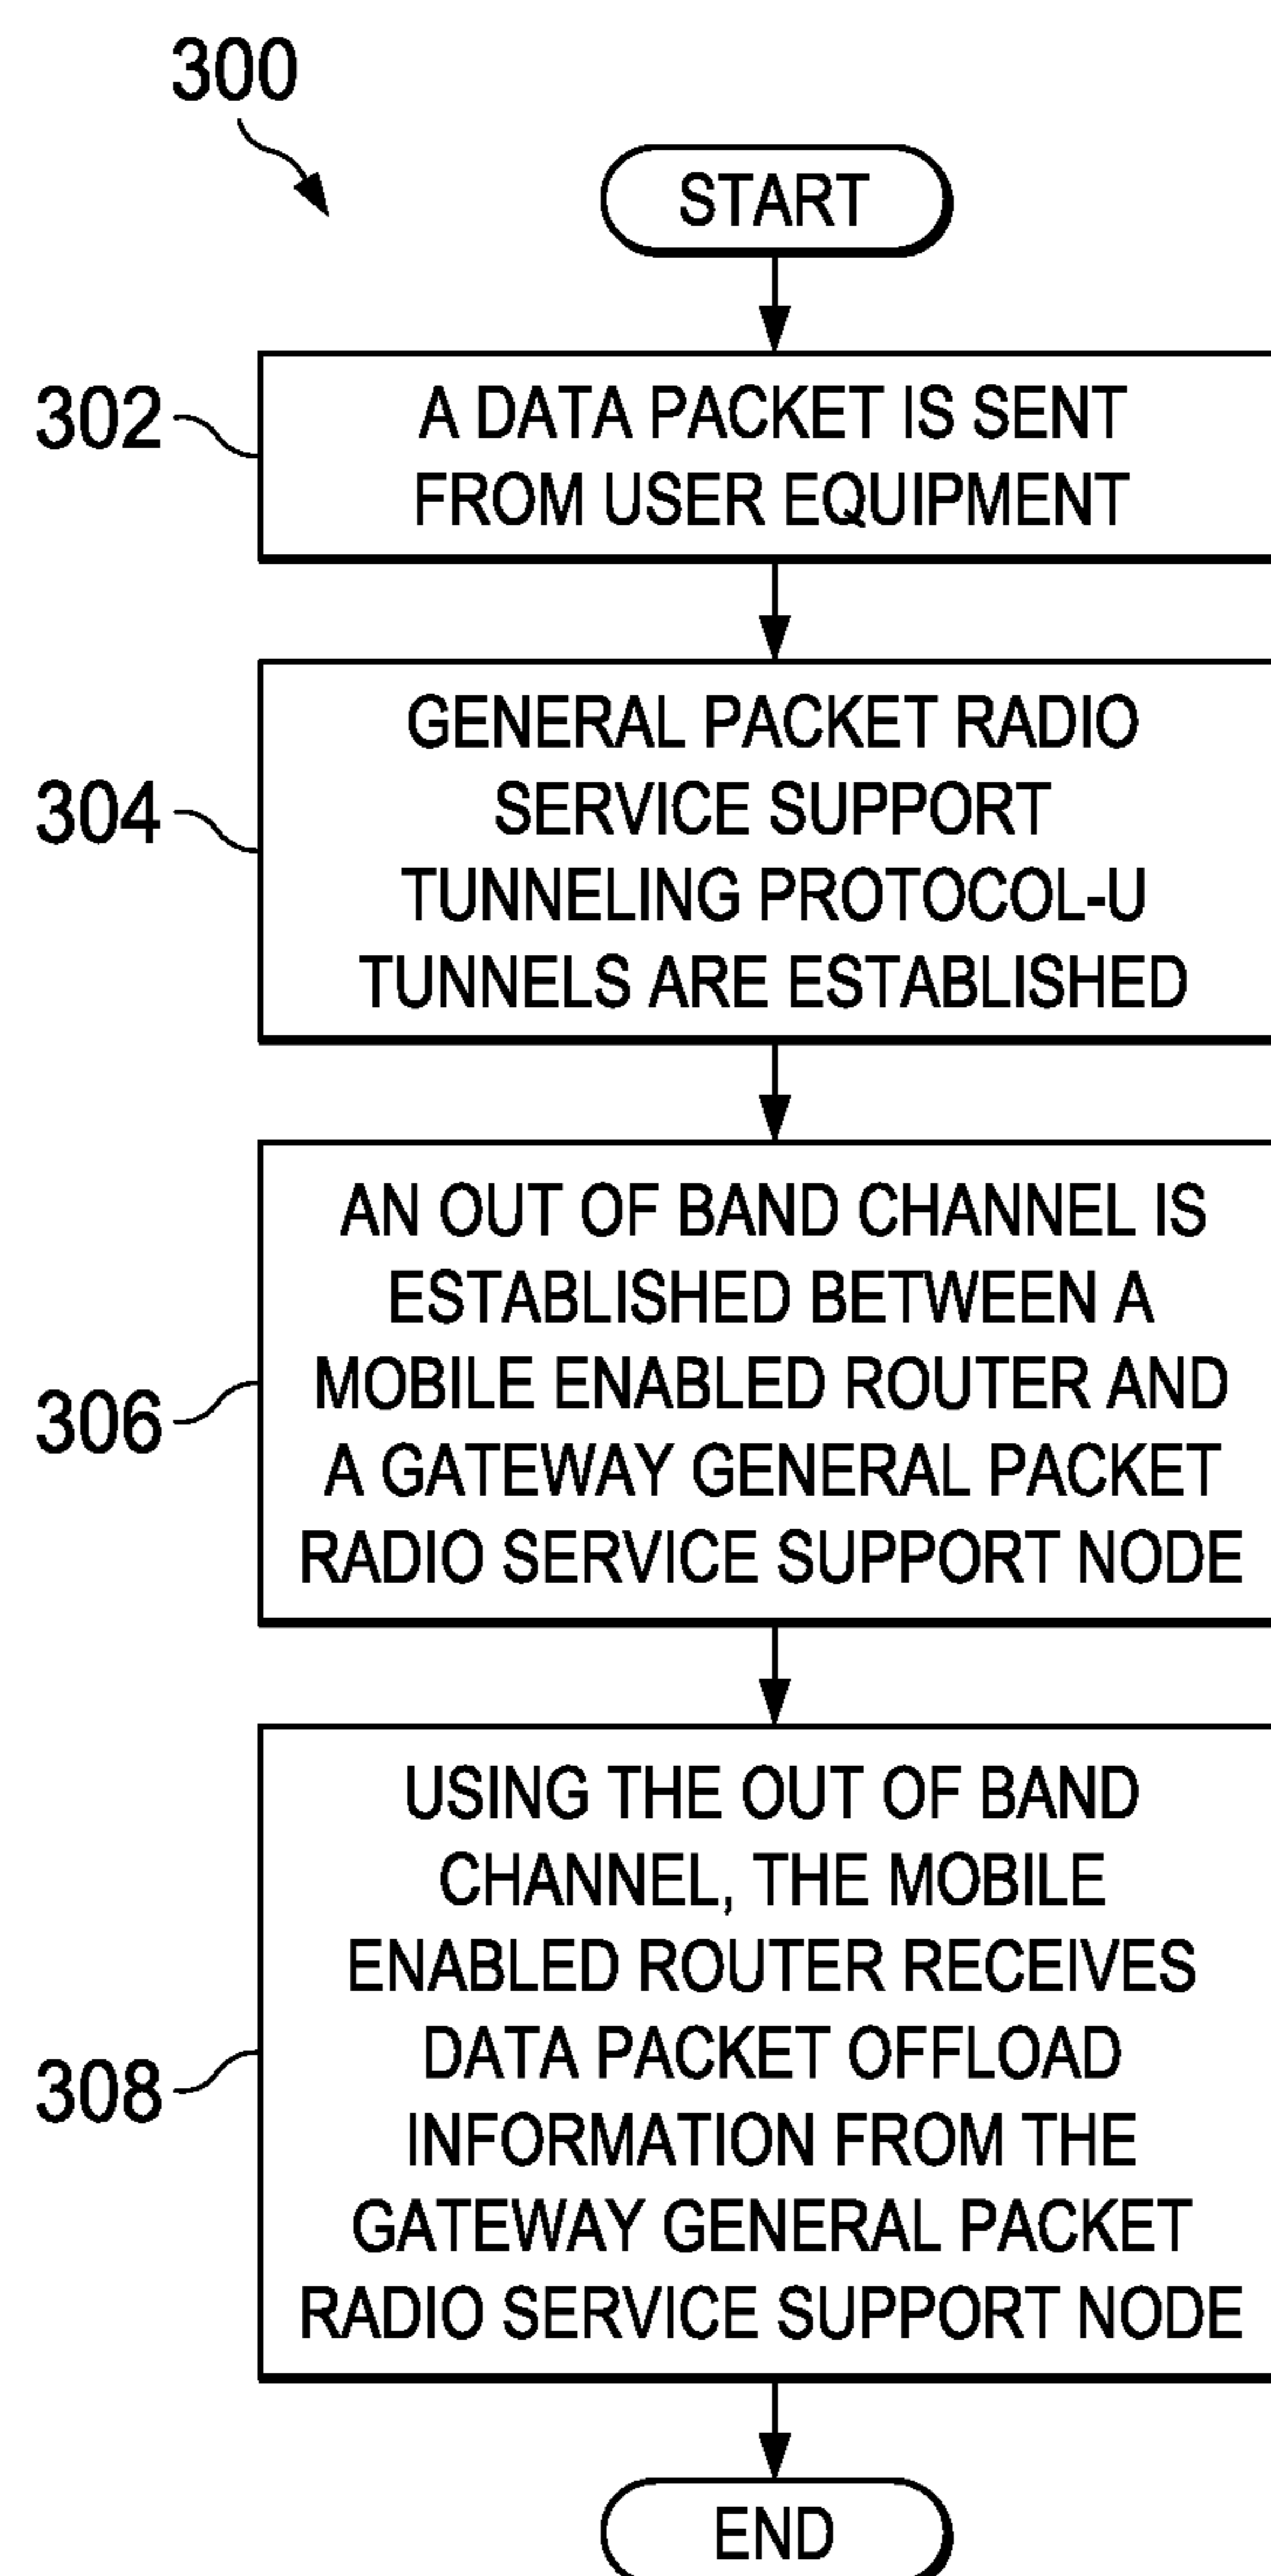 300
START
302
A DATA PACKET IS SENT
FROM USER EQUIPMENT
304
GENERAL PACKET RADIO
SERVICE SUPPORT
TUNNELING PROTOCOL-U
TUNNELS ARE ESTABLISHED
306
AN OUT OF BAND CHANNEL IS
ESTABLISHED BETWEEN A
MOBILE ENABLED ROUTER AND
A GATEWAY GENERAL PACKET
RADIO SERVICE SUPPORT NODE
308
USING THE OUT OF BAND
CHANNEL, THE MOBILE
ENABLED ROUTER RECEIVES
DATA PACKET OFFLOAD
INFORMATION FROM THE
GATEWAY GENERAL PACKET
RADIO SERVICE SUPPORT NODE
END